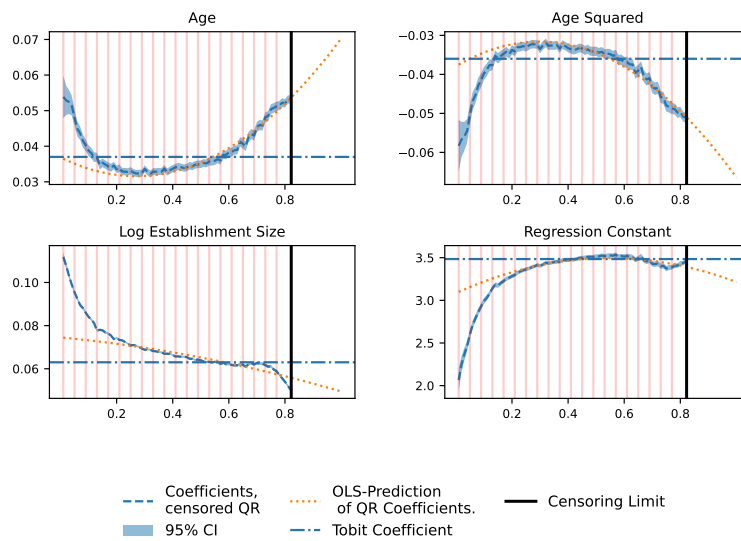 Age
Age Squared
0.07
0.06
0.05
0.04
0.03
0.2
0.4
0.6
0.8
−0.03
−0.04
−0.05
−0.06
0.2
0.4
0.6
0.8
Log Establishment Size
Regression Constant
0.10
0.08
0.06
0.2
0.4
0.6
0.8
3.5
3.0
2.5
2.0
0.2
0.4
0.6
0.8
Coefficients,
censored QR
95% CI
OLS-Prediction
of QR Coefficients.
Tobit Coefficient
Censoring Limit